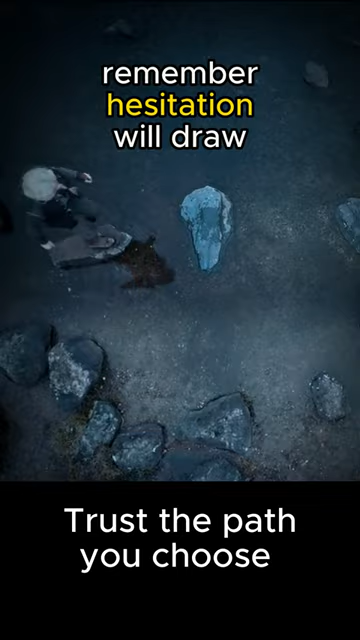 remember
hesitation
will draw
Trust the path
you choose